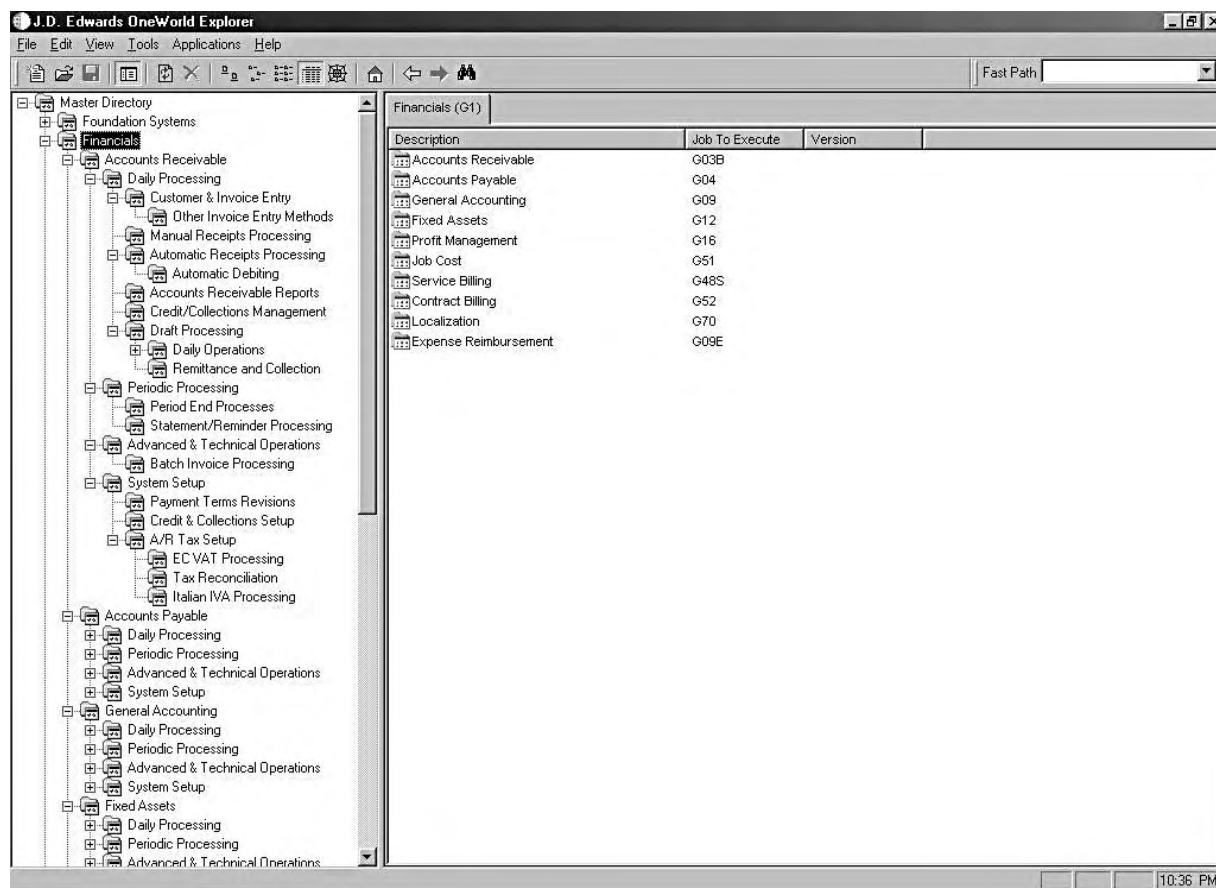 J.D. Edwards OneWorld Explorer
File Edit View Tools Applications Help
Fast Path
Master Directory
Foundation Systems
Financials
Accounts Receivable
Daily Processing
Customer & Invoice Entry
Other Invoice Entry Methods
Manual Receipts Processing
Automatic Receipts Processing
Automatic Debiting
Accounts Receivable Reports
Credit/Collections Management
Draft Processing
Daily Operations
Remittance and Collection
Periodic Processing
Period End Processes
Statement/Reminder Processing
Advanced & Technical Operations
Batch Invoice Processing
System Setup
Payment Terms Revisions
Credit & Collections Setup
A/R Tax Setup
EC VAT Processing
Tax Reconciliation
Italian IVA Processing
Accounts Payable
Daily Processing
Periodic Processing
Advanced & Technical Operations
System Setup
General Accounting
Daily Processing
Periodic Processing
Advanced & Technical Operations
System Setup
Fixed Assets
Daily Processing
Periodic Processing
Advanced & Technical Operations
Financials (G1)
Description Job To Execute Version
Accounts Receivable G03B
Accounts Payable G04
General Accounting G09
Fixed Assets G12
Profit Management G16
Job Cost G51
Service Billing G48S
Contract Billing G52
Localization G70
Expense Reimbursement G09E
10:36 PM